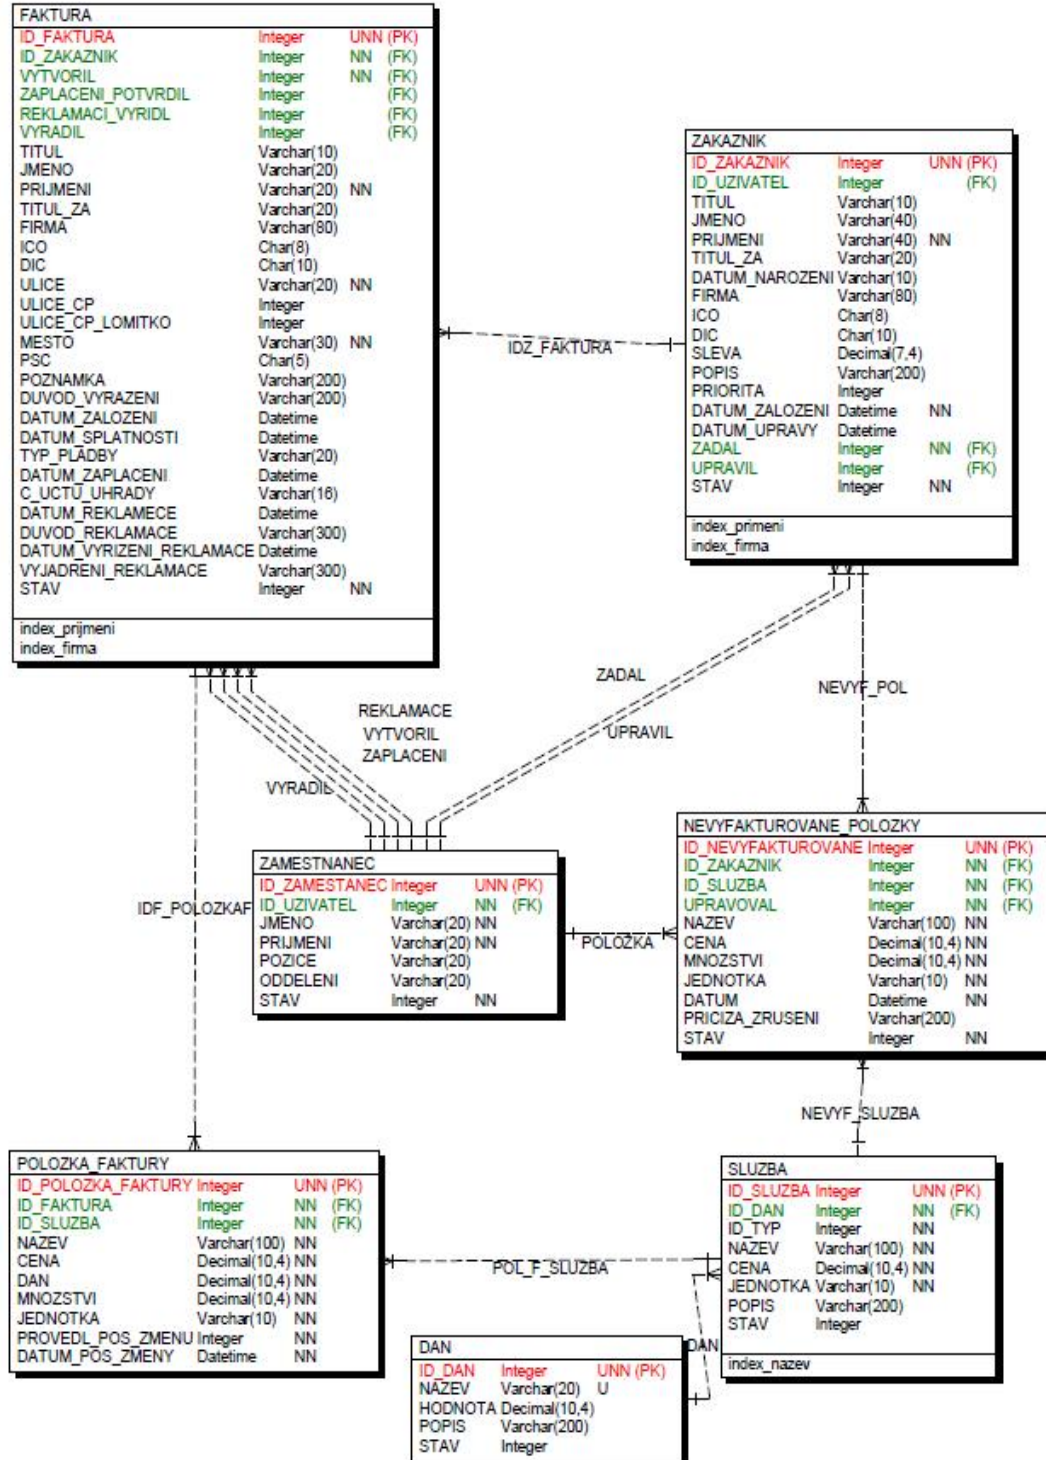 FAKTURA
ID_FAKTURA Integer UNN (PK)
ID_ZAKAZNIK Integer NN (FK)
VYTVORIL Integer NN (FK)
ZAPLACENI_POTVRDIL Integer (FK)
REKLAMACI_VYRIDL Integer (FK)
VYRADIL Integer (FK)
TITUL Varchar(10)
JMENO Varchar(20)
PRIJMENI Varchar(20) NN
TITUL_ZA Varchar(20)
FIRMA Varchar(80)
ICO Char(8)
DIC Char(10)
ULICE Varchar(20) NN
ULICE_CP Integer
ULICE_CP_LOMITKO Integer
MESTO Varchar(30) NN
PSC Char(5)
POZNAMKA Varchar(200)
DUVOD_VYRAZENI Varchar(200)
DATUM_ZALOZENI Datetime
DATUM_SPLATNOSTI Datetime
TYP_PLADBY Varchar(20)
DATUM_ZAPLACENI Datetime
C_UCTU_UHRADY Varchar(16)
DATUM_REKLAMECE Datetime
DUVOD_REKLAMACE Varchar(300)
DATUM_VYRIZENI_REKLAMACE Datetime
VYJADRENI_REKLAMACE Varchar(300)
STAV Integer NN
index_prijmeni
index_firma
IDZ_FAKTURA
ZAKAZNIK
ID_ZAKAZNIK Integer UNN (PK)
ID_UZIVATEL Integer (FK)
TITUL Varchar(10)
JMENO Varchar(40)
PRIJMENI Varchar(40) NN
TITUL_ZA Varchar(20)
DATUM_NAROZENI Varchar(10)
FIRMA Varchar(80)
ICO Char(8)
DIC Char(10)
SLEVA Decimal(7,4)
POPIS Varchar(200)
PRIORITA Integer
DATUM_ZALOZENI Datetime NN
DATUM_UPRAVY Datetime
ZADAL Integer NN (FK)
UPRAVIL Integer (FK)
STAV Integer NN
index_primeni
index_firma
ZADAL
UPRAVIL
NEVYF_POL
REKLAMACE
VYTVORIL
ZAPLACENI
VYRADIL
IDF_POLOZKAF
ZAMESTNANEC
ID_ZAMESTANEC Integer UNN (PK)
ID_UZIVATEL Integer NN (FK)
JMENO Varchar(20) NN
PRIJMENI Varchar(20) NN
POZICE Varchar(20)
ODDELENI Varchar(20)
STAV Integer NN
POLOZKA
NEVYFAKTUROVANE_POLOZKY
ID_NEVYFAKTUROVANE Integer UNN (PK)
ID_ZAKAZNIK Integer NN (FK)
ID_SLUZBA Integer NN (FK)
UPRAVOVAL Integer NN (FK)
NAZEV Varchar(100) NN
CENA Decimal(10,4) NN
MNOZSTVI Decimal(10,4) NN
JEDNOTKA Varchar(10) NN
DATUM Datetime NN
PRICIZA_ZRUSENI Varchar(200)
STAV Integer NN
NEVYF_SLUZBA
POLOZKA_FAKTURY
ID_POLOZKA_FAKTURY Integer UNN (PK)
ID_FAKTURA Integer NN (FK)
ID_SLUZBA Integer NN (FK)
NAZEV Varchar(100) NN
CENA Decimal(10,4) NN
DAN Decimal(10,4) NN
MNOZSTVI Decimal(10,4) NN
JEDNOTKA Varchar(10) NN
PROVEDL_POS_ZMENU Integer NN
DATUM_POS_ZMENY Datetime NN
POL_F_SLUZBA
SLUZBA
ID_SLUZBA Integer UNN (PK)
ID_DAN Integer NN (FK)
ID_TYP Integer NN
NAZEV Varchar(100) NN
CENA Decimal(10,4) NN
JEDNOTKA Varchar(10) NN
POPIS Varchar(200)
STAV Integer
index_nazev
DAN
DAN
ID_DAN Integer UNN (PK)
NAZEV Varchar(20) U
HODNOTA Decimal(10,4)
POPIS Varchar(200)
STAV Integer